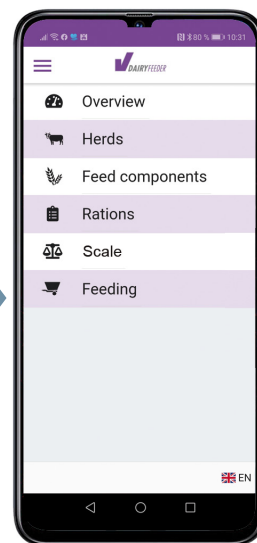 80 % 10:31
DAIRYFEEDER
Overview
Herds
Feed components
Rations
Scale
Feeding
EN